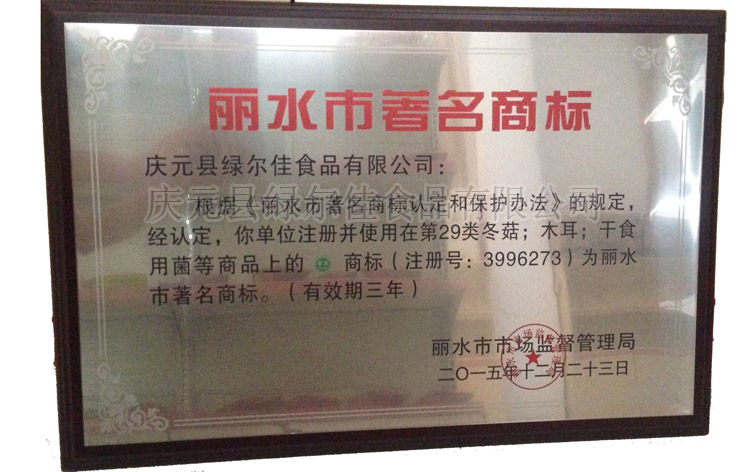 丽水市著名商标
庆元县绿尔佳食品有限公司：
庆元县绿尔佳食品有限公司
根据《丽水市著名商标认定和保护办法》的规定，
经认定，你单位注册并使用在第29类冬菇；木耳；干食
用菌等商品上的 商标（注册号：3996273）为丽水
市著名商标。（有效期三年）
丽水市市场监督管理局
二〇一五年十二月二十三日